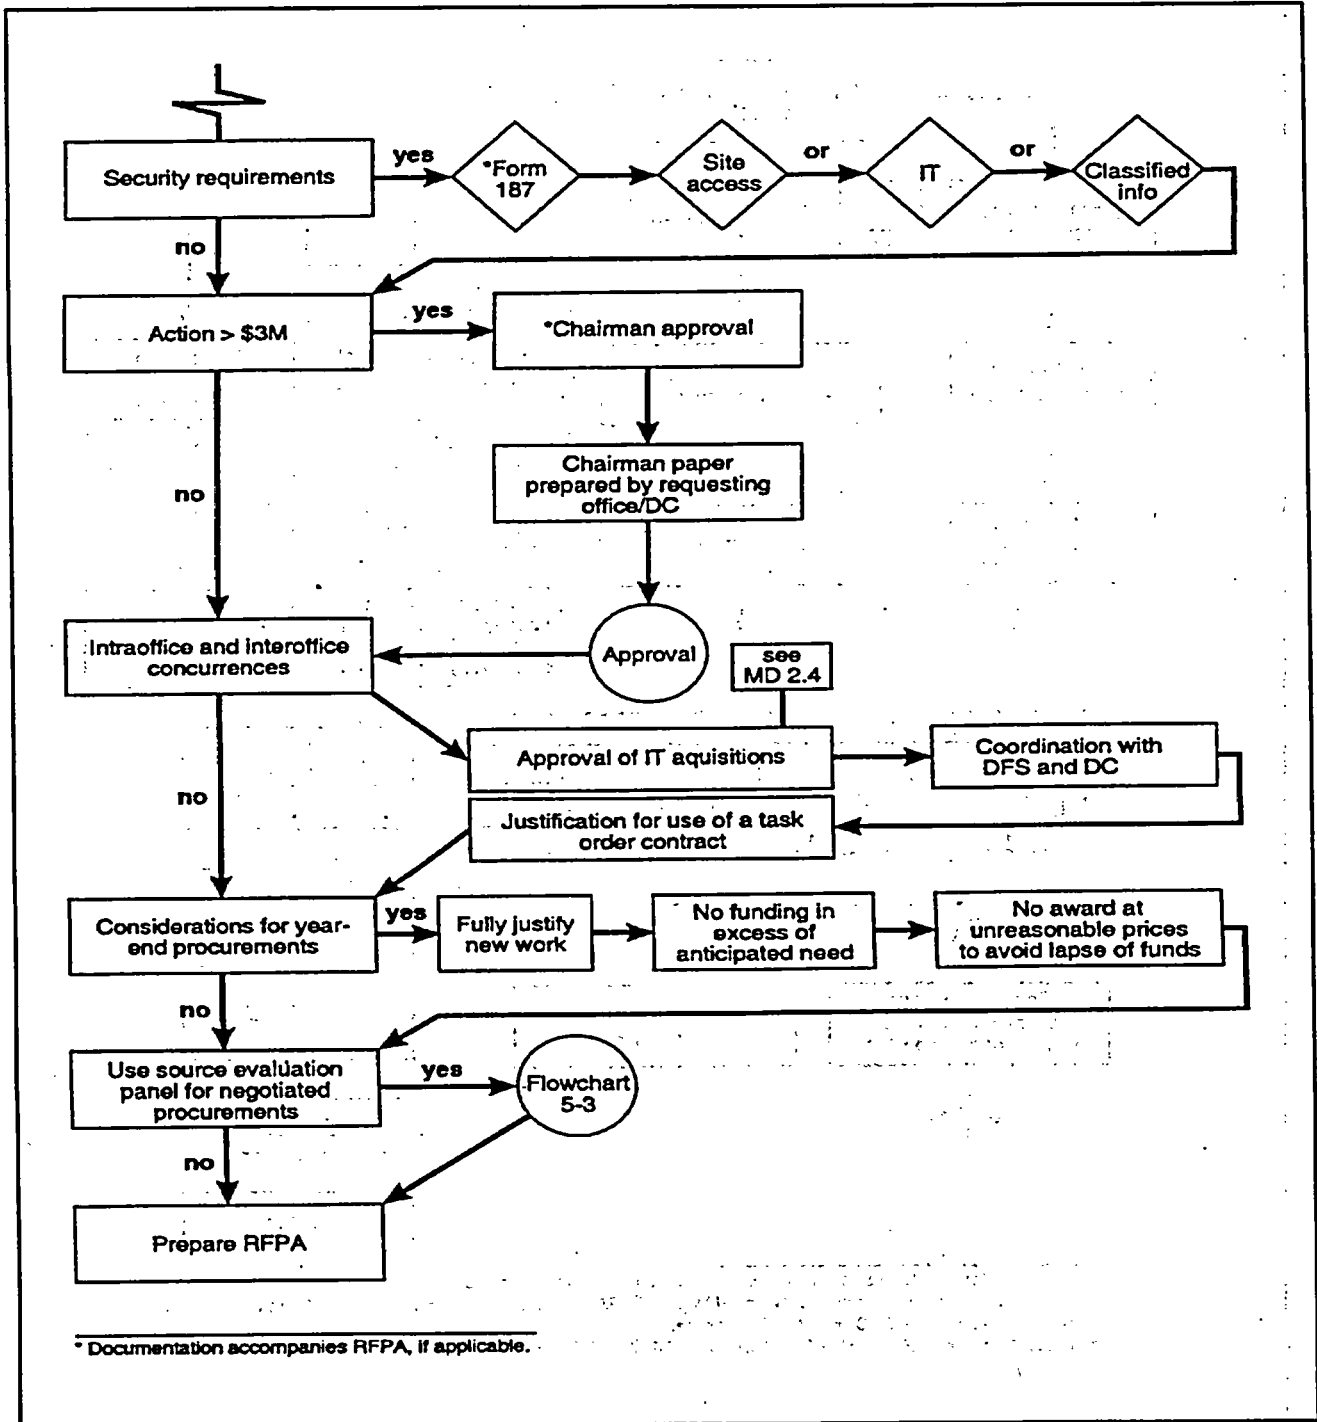 Security requirements
yes
*Form
187
Site
access
or
IT
or
Classified
info
no
Action > $3M
yes
*Chairman approval
no
Chairman paper
prepared by requesting
office/DC
Intraoffice and interoffice
concurrences
Approval
see
MD 2.4
Approval of IT aquisitions
Coordination with
DFS and DC
no
Justification for use of a task
order contract
Considerations for year-
end procurements
yes
Fully justify
new work
No funding in
excess of
anticipated need
No award at
unreasonable prices
to avoid lapse of funds
no
Use source evaluation
panel for negotiated
procurements
yes
Flowchart
5-3
no
Prepare RFPA
* Documentation accompanies RFPA, if applicable.